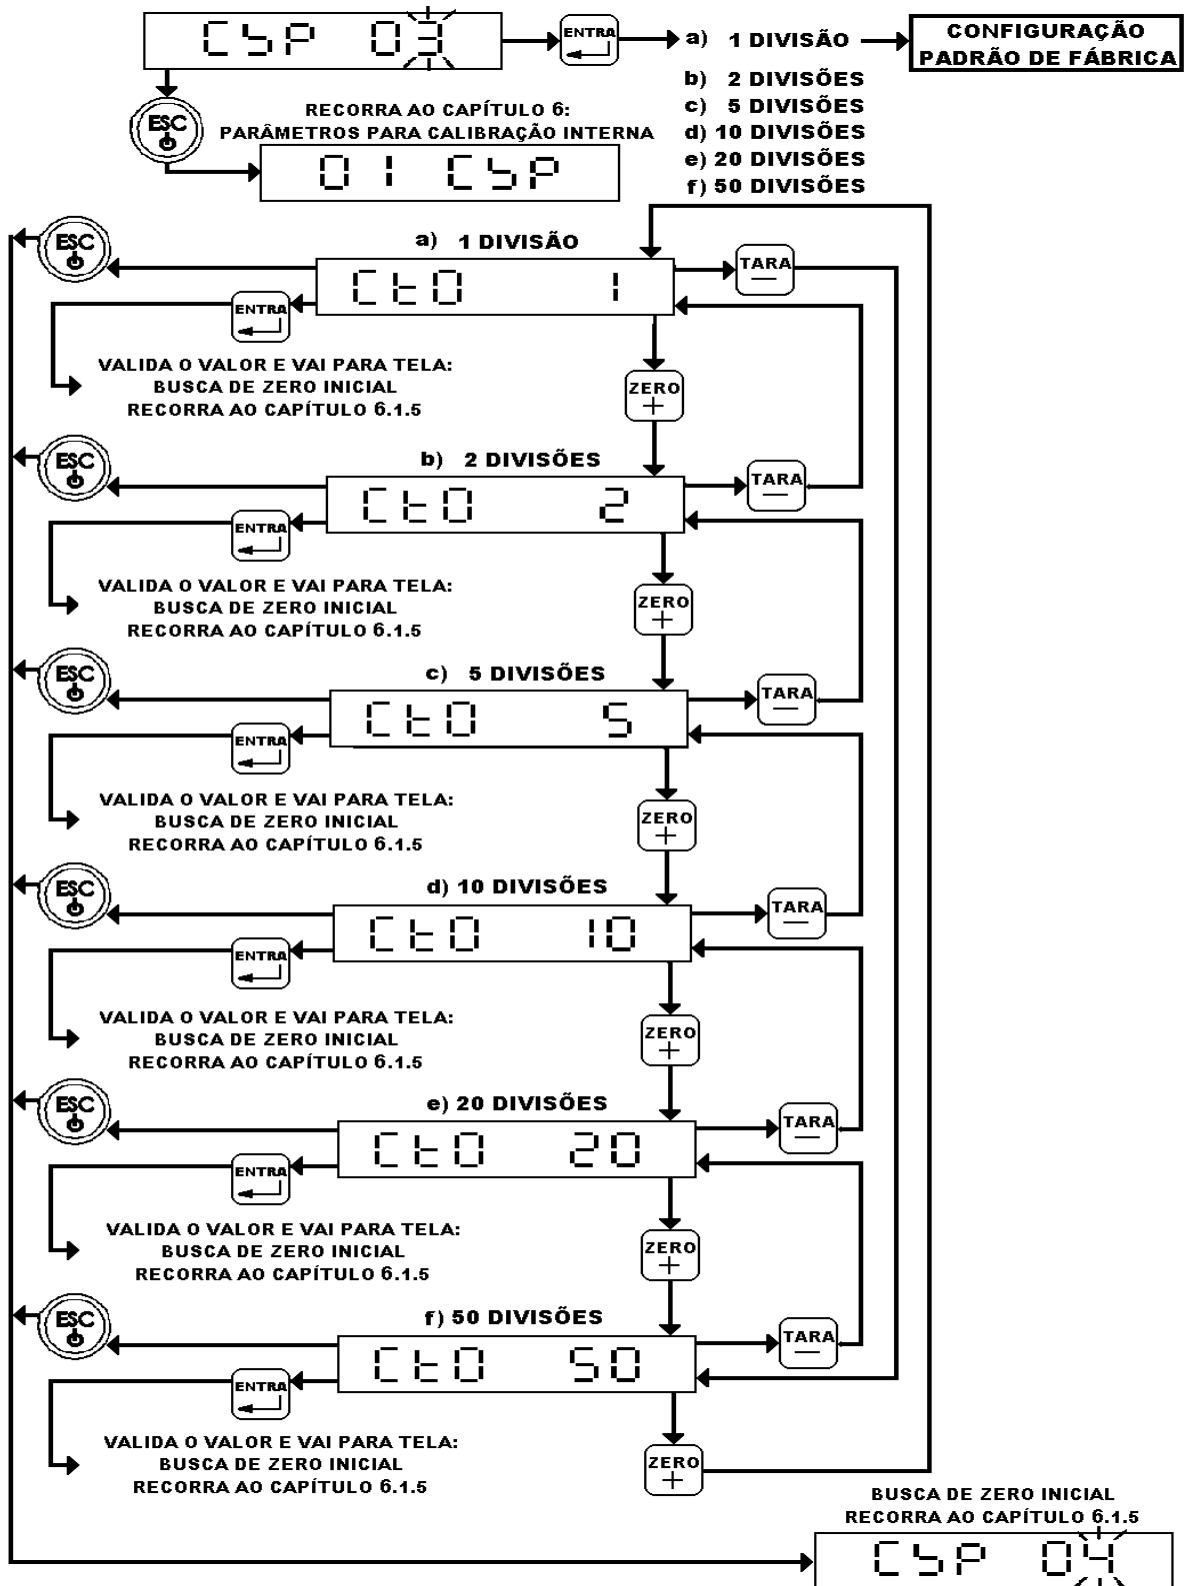 CSP 03
ENTRA
a) 1 DIVISÃO
CONFIGURAÇÃO
PADRÃO DE FÁBRICA
b) 2 DIVISÕES
c) 5 DIVISÕES
d) 10 DIVISÕES
e) 20 DIVISÕES
f) 50 DIVISÕES
ESC
RECORRA AO CAPÍTULO 6:
PARÂMETROS PARA CALIBRAÇÃO INTERNA
01 CSP
ESC
a) 1 DIVISÃO
CtO 1
TARA
—
ENTRA
VALIDA O VALOR E VAI PARA TELA:
BUSCA DE ZERO INICIAL
RECORRA AO CAPÍTULO 6.1.5
ZERO
+
ESC
b) 2 DIVISÕES
CtO 2
TARA
—
ENTRA
VALIDA O VALOR E VAI PARA TELA:
BUSCA DE ZERO INICIAL
RECORRA AO CAPÍTULO 6.1.5
ZERO
+
ESC
c) 5 DIVISÕES
CtO 5
TARA
—
ENTRA
VALIDA O VALOR E VAI PARA TELA:
BUSCA DE ZERO INICIAL
RECORRA AO CAPÍTULO 6.1.5
ZERO
+
ESC
d) 10 DIVISÕES
CtO 10
TARA
—
ENTRA
VALIDA O VALOR E VAI PARA TELA:
BUSCA DE ZERO INICIAL
RECORRA AO CAPÍTULO 6.1.5
ZERO
+
ESC
e) 20 DIVISÕES
CtO 20
TARA
—
ENTRA
VALIDA O VALOR E VAI PARA TELA:
BUSCA DE ZERO INICIAL
RECORRA AO CAPÍTULO 6.1.5
ZERO
+
ESC
f) 50 DIVISÕES
CtO 50
TARA
—
ENTRA
VALIDA O VALOR E VAI PARA TELA:
BUSCA DE ZERO INICIAL
RECORRA AO CAPÍTULO 6.1.5
ZERO
+
BUSCA DE ZERO INICIAL
RECORRA AO CAPÍTULO 6.1.5
CSP 04